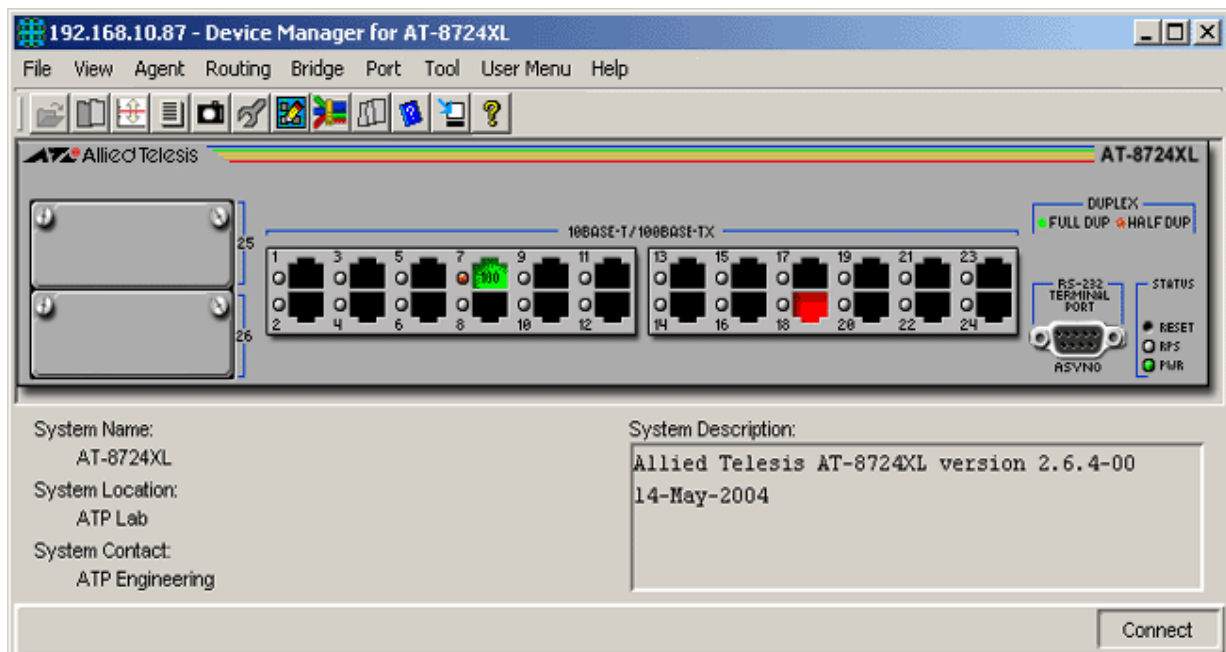 192.168.10.87 - Device Manager for AT-8724XL
File View Agent Routing Bridge Port Tool User Menu Help
Allied Telesis
AT-8724XL
DUPLEX
FULL DUP HALF DUP
10BASE-T/100BASE-TX
25
1 3 5 7 9 11 13 15 17 19 21 23
100
2 4 6 8 10 12 14 16 18 20 22 24
26
RS-232
TERMINAL
PORT
ASYN0
STATUS
RESET
RPS
PWR
System Name:
AT-8724XL
System Location:
ATP Lab
System Contact:
ATP Engineering
System Description:
Allied Telesis AT-8724XL version 2.6.4-00
14-May-2004
Connect